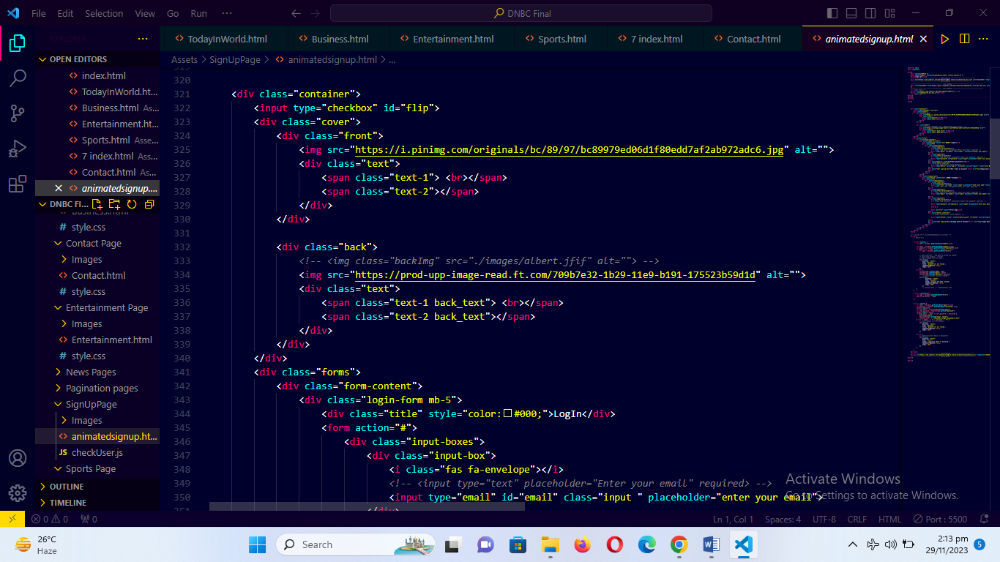 File Edit Selection View Go Run ··· DNBC Final
EXPLORER ···
TodayInWorld.html Business.html Entertainment.html Sports.html 7 index.html Contact.html animatedsignup.html
Assets > SignUpPage > animatedsignup.html > ...
OPEN EDITORS
index.html
TodayInWorld.ht...
Business.html Ass...
Entertainment.ht...
Sports.html Asse...
7 index.html Ass...
Contact.html As...
animatedsignup....
DNBC FI...
Business.html
# style.css
Contact Page
Images
Contact.html
# style.css
Entertainment Page
Images
Entertainment.html
# style.css
News Pages
Pagination pages
SignUpPage
Images
animatedsignup.ht...
JS checkUser.js
Sports Page
OUTLINE
TIMELINE
319
320
321 <div class="container">
322 <input type="checkbox" id="flip">
323 <div class="cover">
324 <div class="front">
325 <img src="https://i.pinimg.com/originals/bc/89/97/bc89979ed06d1f80edd7af2ab972adc6.jpg" alt="">
326 <div class="text">
327 <span class="text-1"> <br></span>
328 <span class="text-2"></span>
329 </div>
330 </div>
331
332 <div class="back">
333 <!-- <img class="backImg" src="./images/albert.jfif" alt=""> -->
334 <img src="https://prod-upp-image-read.ft.com/709b7e32-1b29-11e9-b191-175523b59d1d" alt="">
335 <div class="text">
336 <span class="text-1 back_text"> <br></span>
337 <span class="text-2 back_text"></span>
338 </div>
339 </div>
340 </div>
341 <div class="forms">
342 <div class="form-content">
343 <div class="login-form mb-5">
344 <div class="title" style="color:#000;">LogIn</div>
345 <form action="#">
346 <div class="input-boxes">
347 <div class="input-box">
348 <i class="fas fa-envelope"></i>
349 <!-- <input type="text" placeholder="Enter your email" required> -->
350 <input type="email" id="email" class="input " placeholder="enter your email">
351 </div>
Activate Windows
Go to Settings to activate Windows.
0 0 0 Ln 1, Col 1 Spaces: 4 UTF-8 CRLF HTML Port : 5500
26°C
Haze
Search
2:13 pm
29/11/2023
5